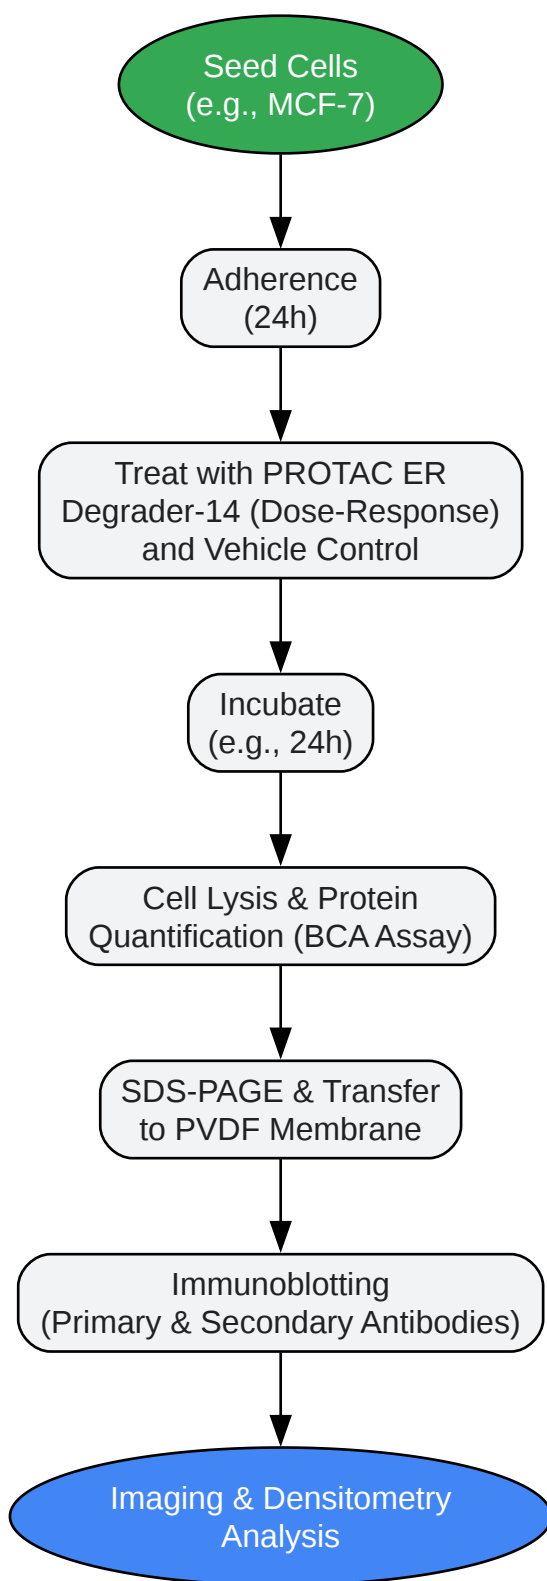 Seed Cells
(e.g., MCF-7)
Adherence
(24h)
Treat with PROTAC ER
Degrader-14 (Dose-Response)
and Vehicle Control
Incubate
(e.g., 24h)
Cell Lysis & Protein
Quantification (BCA Assay)
SDS-PAGE & Transfer
to PVDF Membrane
Immunoblotting
(Primary & Secondary Antibodies)
Imaging & Densitometry
Analysis